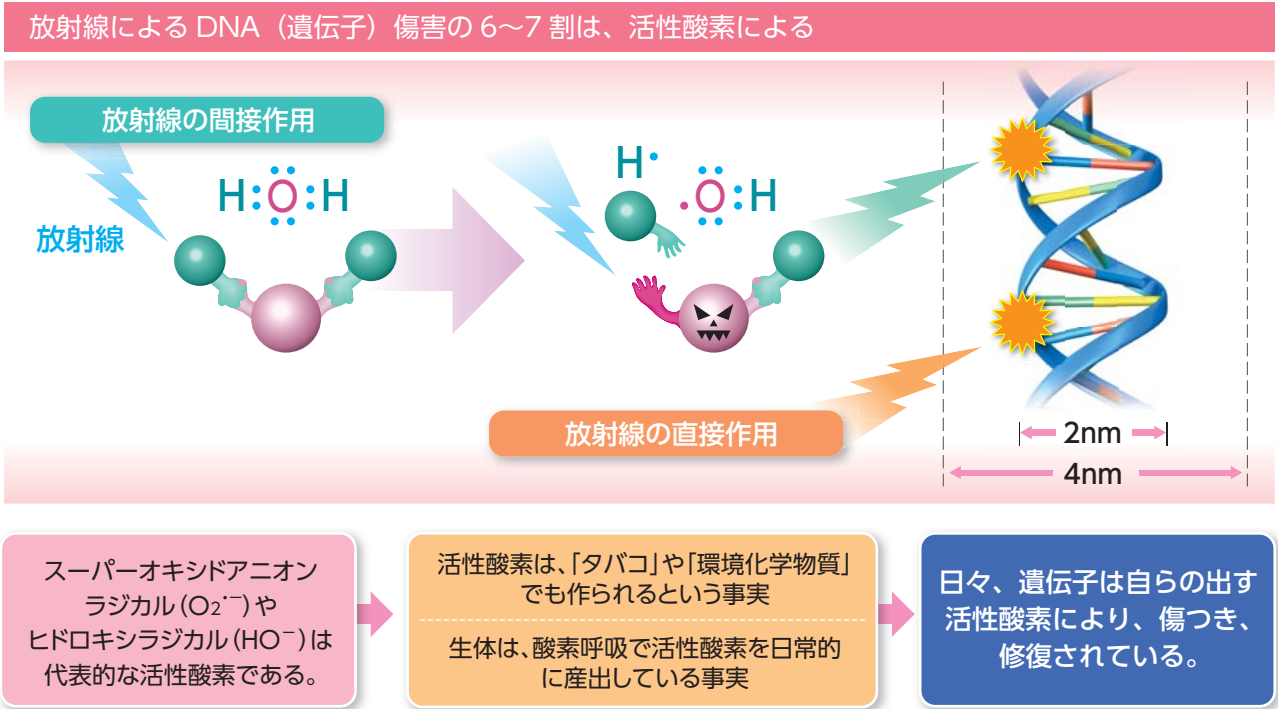 放射線による DNA（遺伝子）傷害の 6〜7 割は、活性酸素による
放射線の間接作用
放射線
H:O:H
H・
・O:H
放射線の直接作用
2nm
4nm
スーパーオキシドアニオン
ラジカル（O₂˙⁻）や
ヒドロキシラジカル（HO⁻）は
代表的な活性酸素である。
活性酸素は、「タバコ」や「環境化学物質」
でも作られるという事実
生体は、酸素呼吸で活性酸素を日常的
に産出している事実
日々、遺伝子は自らの出す
活性酸素により、傷つき、
修復されている。